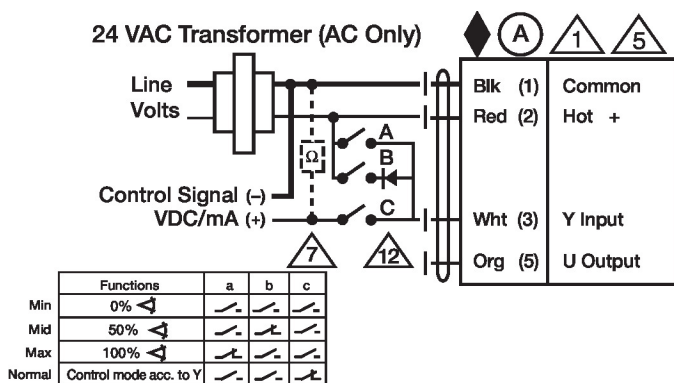 24 VAC Transformer (AC Only)
A 1 5
Line
Volts
Blk (1) Common
Red (2) Hot +
A
Ω
B
Control Signal (–)
VDC/mA (+)
C
Wht (3) Y Input
7 12
Org (5) U Output
Functions a b c
Min 0%
Mid 50%
Max 100%
Normal Control mode acc. to Y